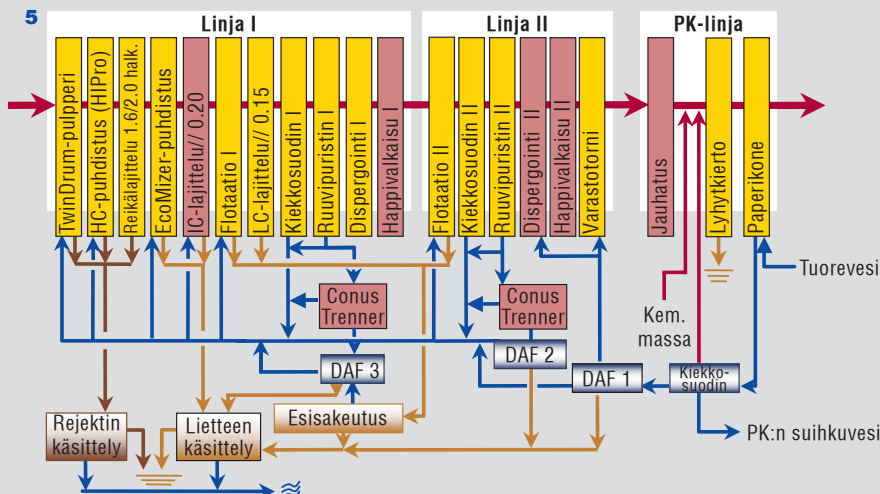 5
Linja I
Linja II
PK-linja
TwinDrum-pulpperi
HC-puhdistus (HIPro)
Reikälajittelu 1.6/2.0 halk.
EcoMizer-puhdistus
IC-lajittelu// 0.20
Flotaatio I
LC-lajittelu// 0.15
Kiekkosuodin I
Ruuvipuristin I
Dispergointi I
Happivalkaisu I
Flotaatio II
Kiekkosuodin II
Ruuvipuristin II
Dispergointi II
Happivalkaisu II
Varastotorni
Jauhatus
Lyhytkierto
Paperikone
Tuorevesi
Conus
Trenner
Conus
Trenner
Kem.
massa
DAF 3
DAF 2
DAF 1
Kiekko-
suodin
Rejektin
käsittely
Lietteen
käsittely
Esisakeutus
PK:n suihkuvesi